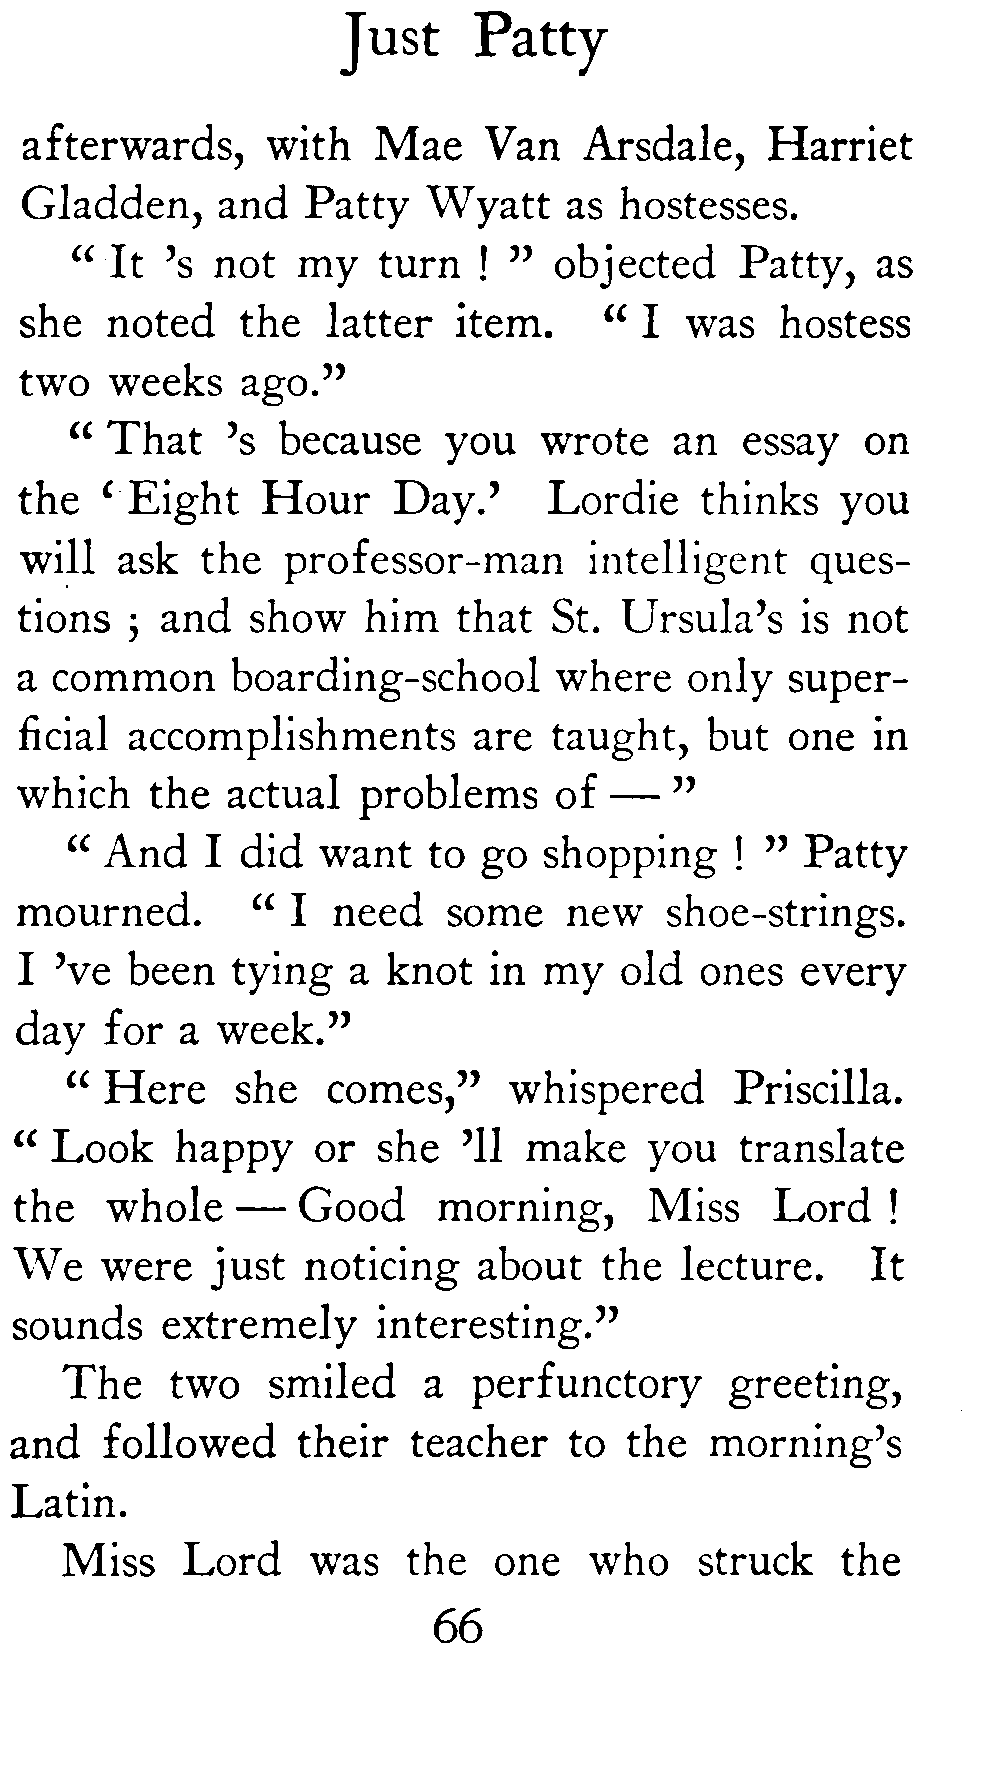 Just Patty
afterwards, with Mae Van Arsdale, Harriet
Gladden, and Patty Wyatt as hostesses.
“ It ’s not my turn ! ” objected Patty, as
she noted the latter item. “ I was hostess
two weeks ago.”
“ That ’s because you wrote an essay on
the ‘ Eight Hour Day.’ Lordie thinks you
will ask the professor-man intelligent ques-
tions ; and show him that St. Ursula’s is not
a common boarding-school where only super-
ficial accomplishments are taught, but one in
which the actual problems of — ”
“ And I did want to go shopping ! ” Patty
mourned. “ I need some new shoe-strings.
I ’ve been tying a knot in my old ones every
day for a week.”
“ Here she comes,” whispered Priscilla.
“ Look happy or she ’ll make you translate
the whole — Good morning, Miss Lord !
We were just noticing about the lecture. It
sounds extremely interesting.”
The two smiled a perfunctory greeting,
and followed their teacher to the morning’s
Latin.
Miss Lord was the one who struck the
66